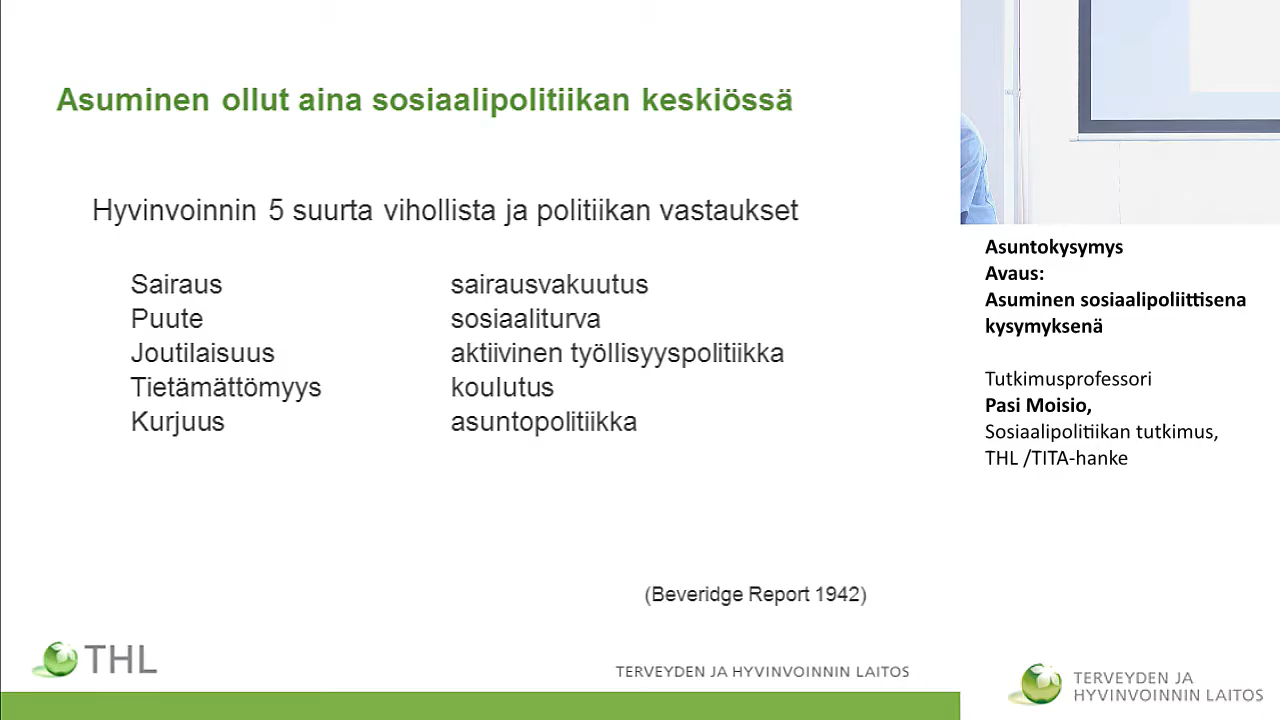 Asuminen ollut aina sosiaalipolitiikan keskiössä
Hyvinvoinnin 5 suurta vihollista ja politiikan vastaukset
Sairaus sairausvakuutus
Puute sosiaaliturva
Joutilaisuus aktiivinen työllisyyspolitiikka
Tietämättömyys koulutus
Kurjuus asuntopolitiikka
(Beveridge Report 1942)
THL
TERVEYDEN JA HYVINVOINNIN LAITOS
Asuntokysymys
Avaus:
Asuminen sosiaalipoliittisena
kysymyksenä
Tutkimusprofessori
Pasi Moisio,
Sosiaalipolitiikan tutkimus,
THL /TITA-hanke
TERVEYDEN JA
HYVINVOINNIN LAITOS